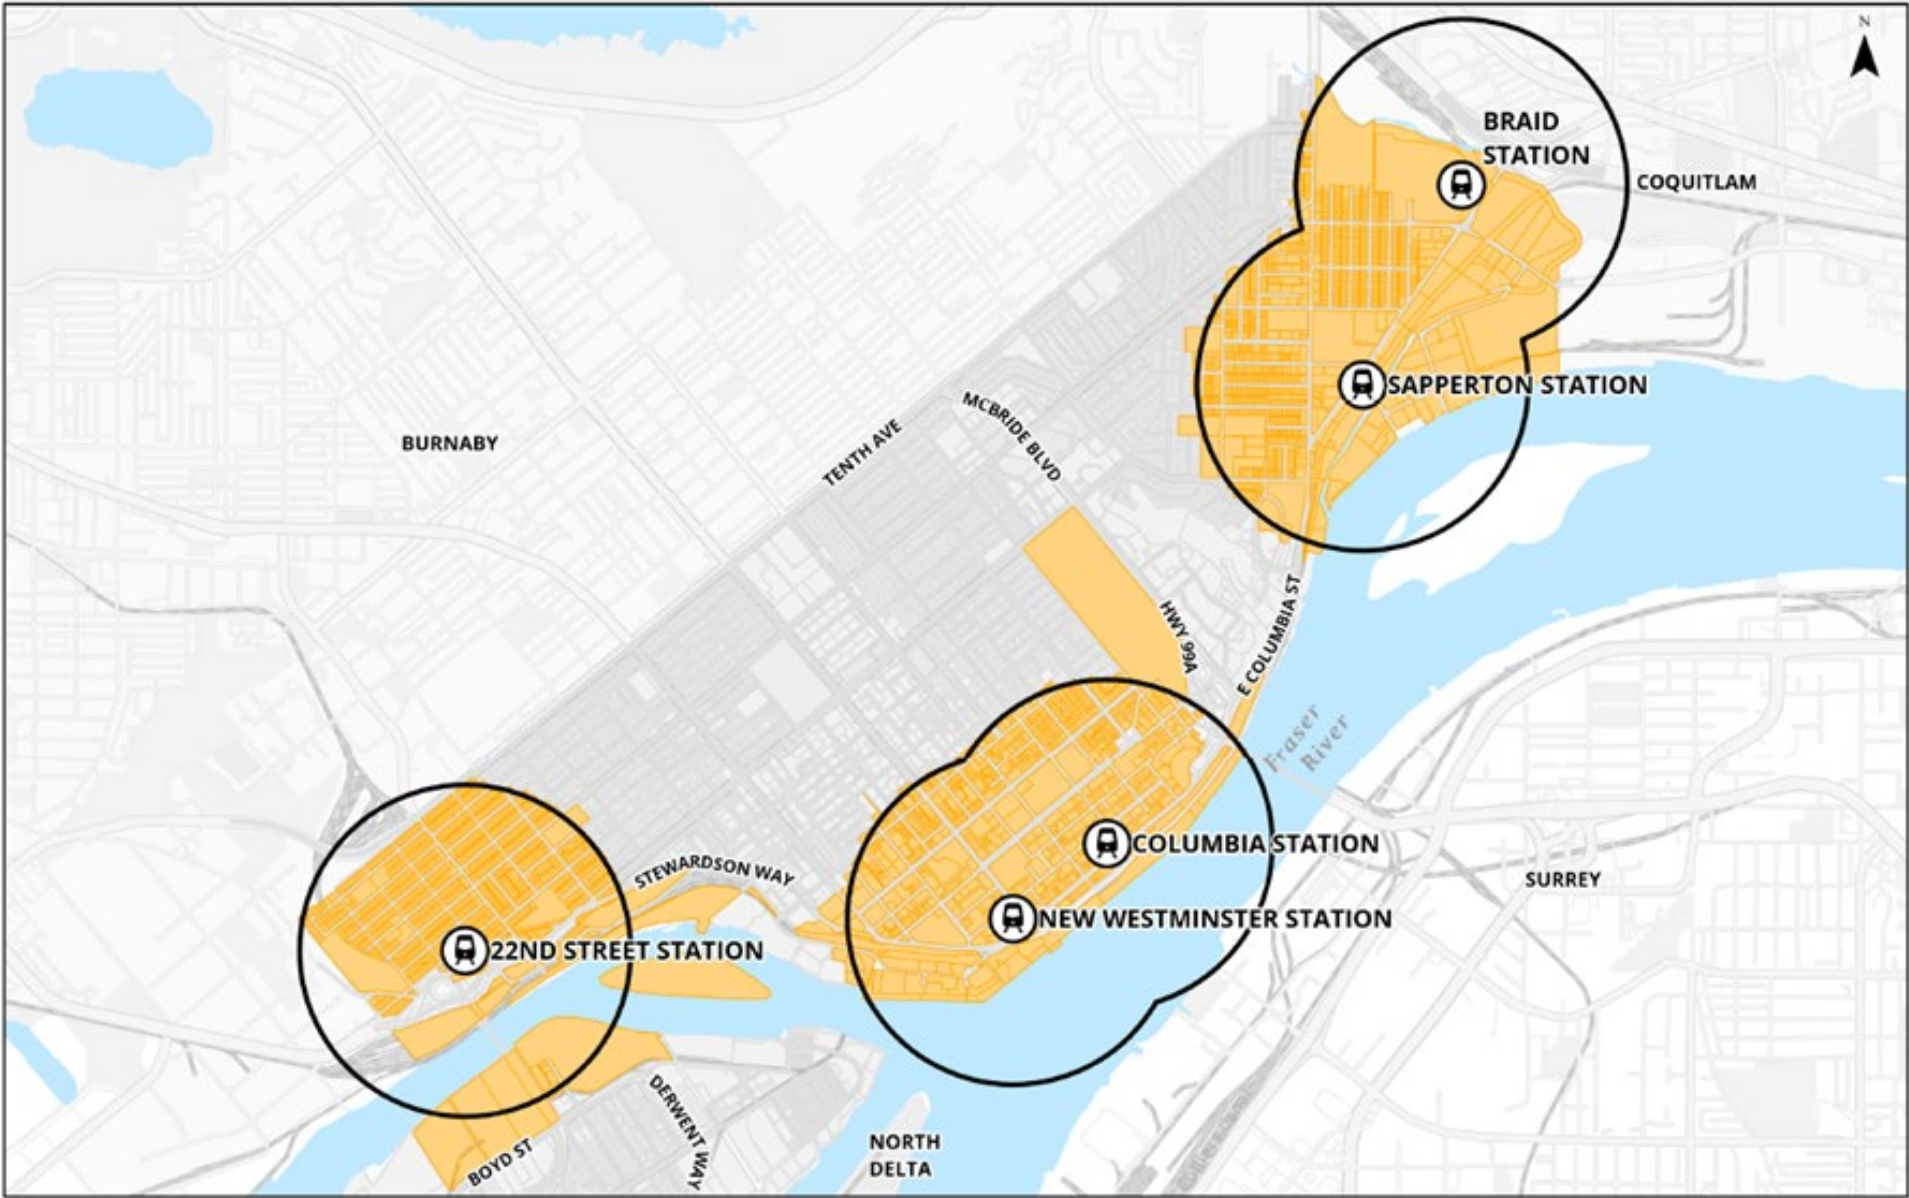 N
BRAID
STATION
COQUITLAM
SAPPERTON STATION
MCBRIDE BLVD
TENTH AVE
BURNABY
HWY 99A
E COLUMBIA ST
Fraser
River
COLUMBIA STATION
STEWARDSON WAY
SURREY
NEW WESTMINSTER STATION
22ND STREET STATION
DERWENT WAY
NORTH
DELTA
BOYD ST